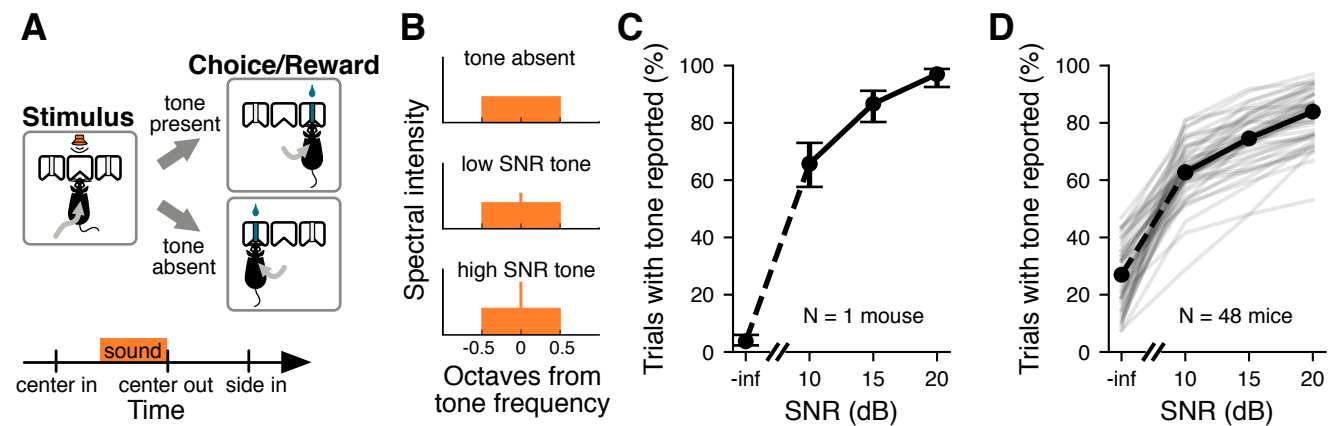 A
Stimulus
Choice/Reward
tone
present
tone
absent
sound
center in
center out
side in
Time
B
Spectral intensity
tone absent
low SNR tone
high SNR tone
-0.5
0
0.5
Octaves from
tone frequency
C
Trials with tone reported (%)
100
80
60
40
20
0
N = 1 mouse
-inf
10
15
20
SNR (dB)
D
Trials with tone reported (%)
100
80
60
40
20
0
N = 48 mice
-inf
10
15
20
SNR (dB)